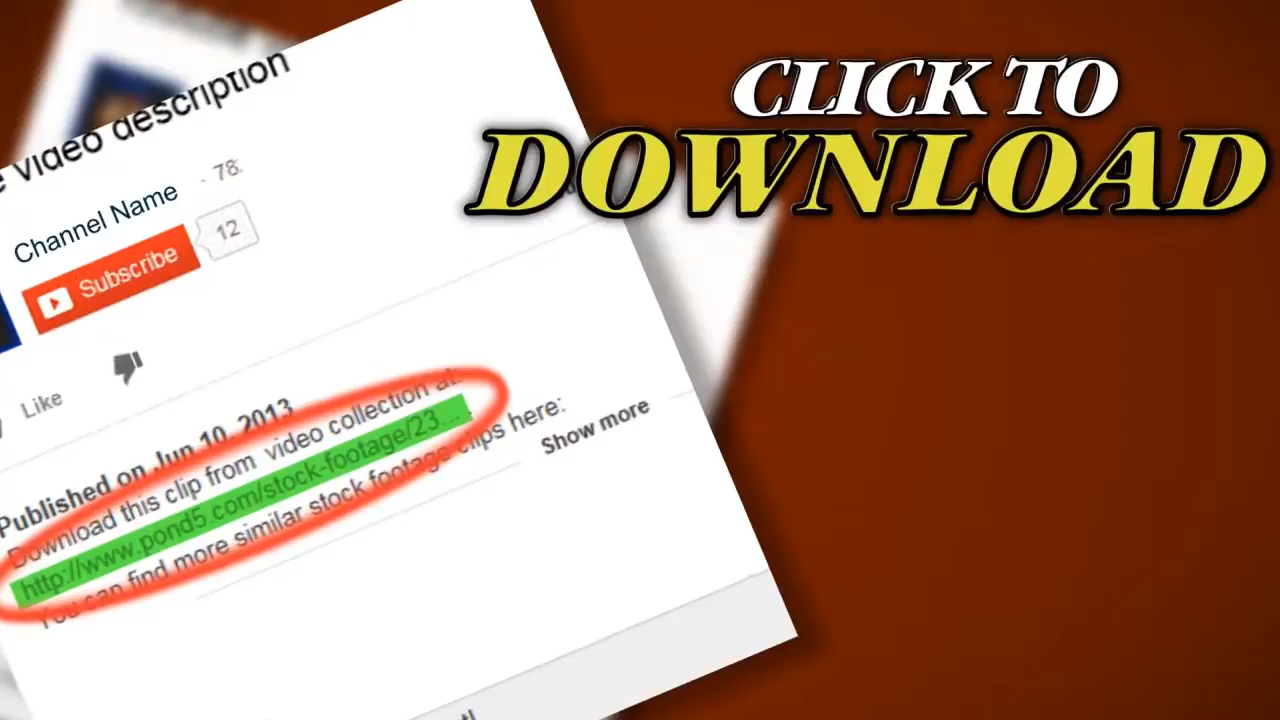 CLICK TO
DOWNLOAD
video description
Channel Name
78
Subscribe
12
Like
Published on Jun 10, 2013
Download this clip from video collection at
http://www.pond5.com/stock-footage/23...
You can find more similar stock footage clips here:
Show more